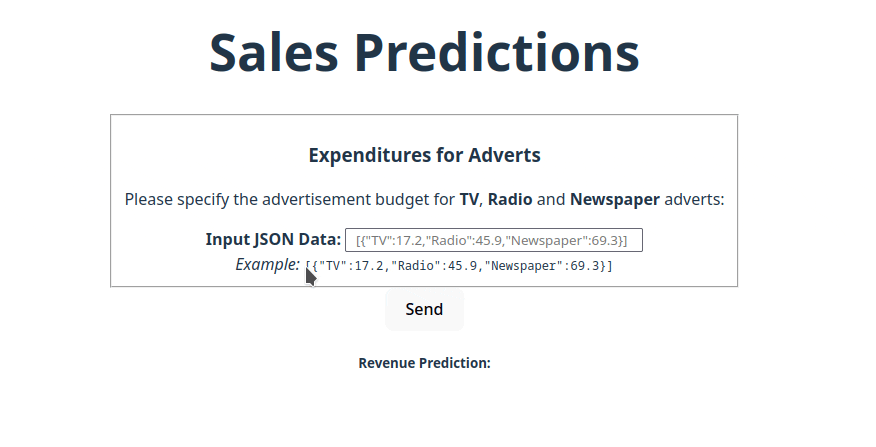 Sales Predictions
Expenditures for Adverts
Please specify the advertisement budget for TV, Radio and Newspaper adverts:
Input JSON Data: [{"TV":17.2,"Radio":45.9,"Newspaper":69.3}]
Example: [{"TV":17.2,"Radio":45.9,"Newspaper":69.3}]
Send
Revenue Prediction: